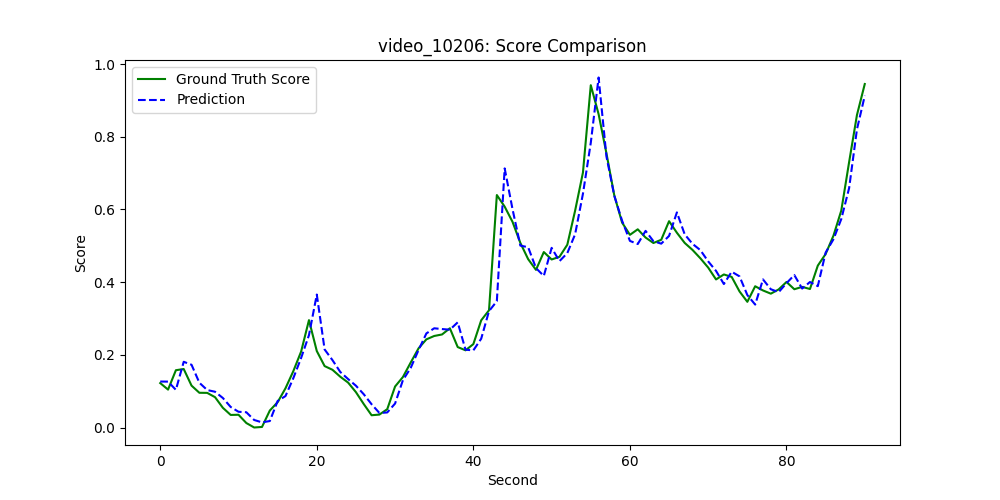 video_10206: Score Comparison
Ground Truth Score
Prediction
1.0
0.8
0.6
0.4
0.2
0.0
Score
0 20 40 60 80
Second